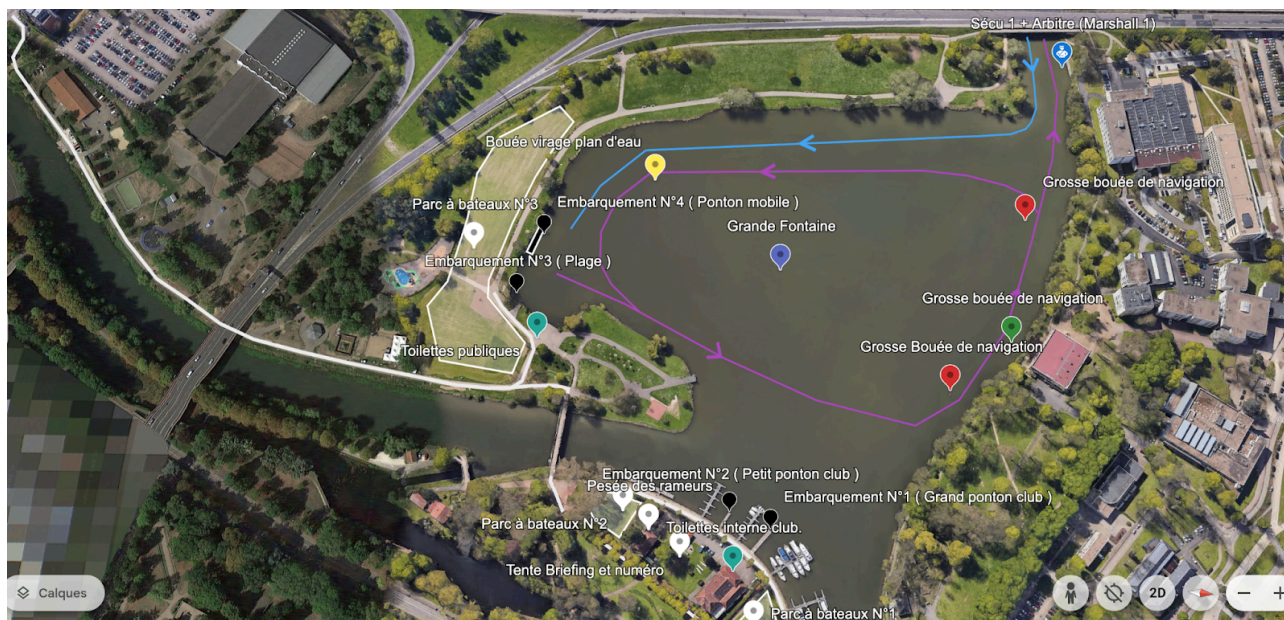 Sécu 1 + Arbitre (Marshall 1)
Bouée virage plan d'eau
Grosse bouée de navigation
Parc à bateaux N°3
Embarquement N°4 ( Ponton mobile )
Grande Fontaine
Embarquement N°3 ( Plage )
Grosse bouée de navigation
Toilettes publiques
Grosse Bouée de navigation
Embarquement N°2 ( Petit ponton club )
Pesée des rameurs
Embarquement N°1 ( Grand ponton club )
Parc à bateaux N°2
Toilettes interne club.
Tente Briefing et numéro
Calques
2D
Parc à bateaux N°1